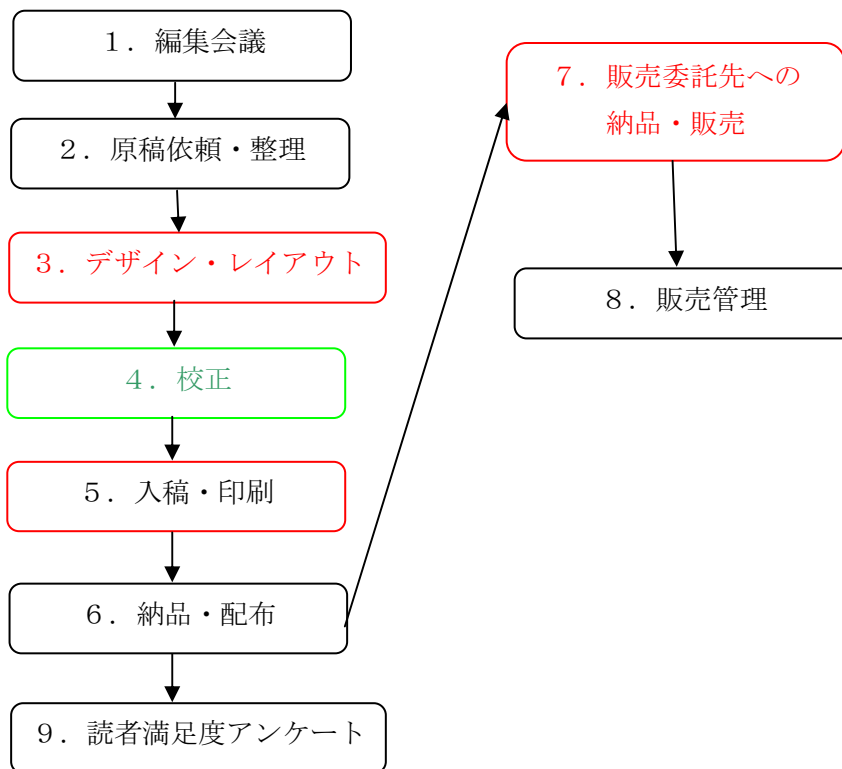 １．編集会議
２．原稿依頼・整理
３．デザイン・レイアウト
４．校正
５．入稿・印刷
６．納品・配布
９．読者満足度アンケート
７．販売委託先への
納品・販売
８．販売管理